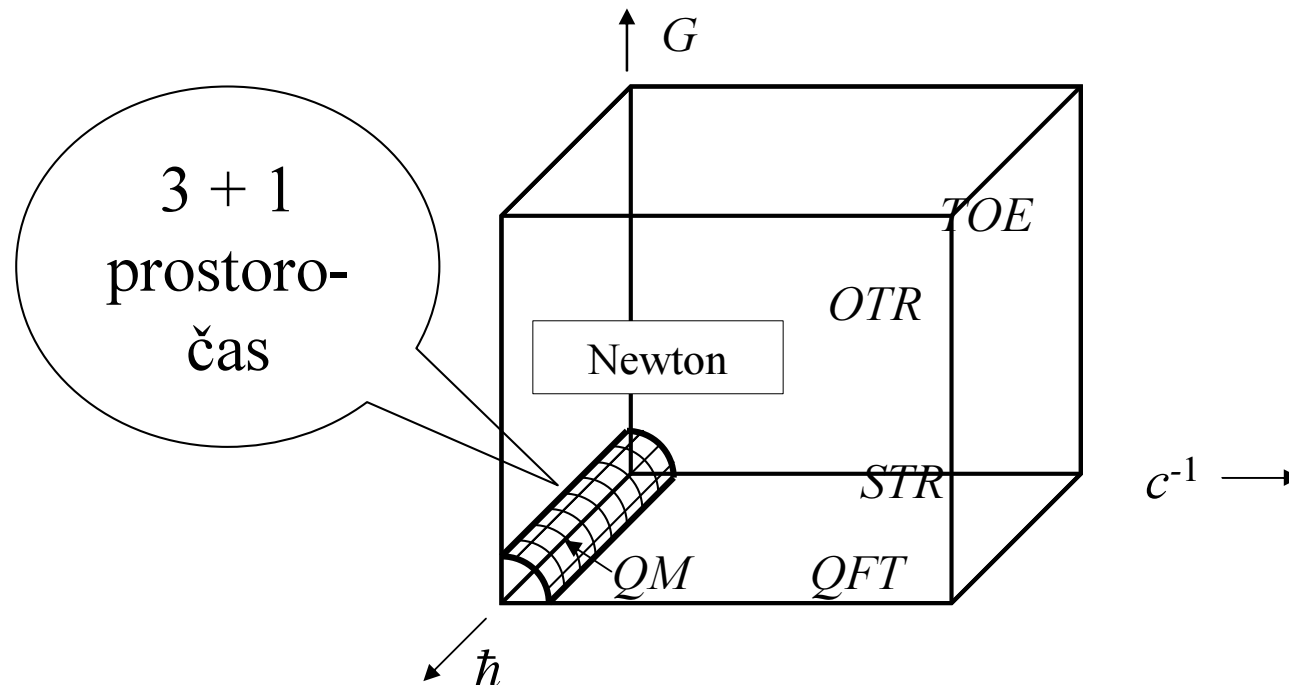 G
3 + 1
prostoro-
čas
TOE
OTR
Newton
STR
c⁻¹
QM
QFT
ħ